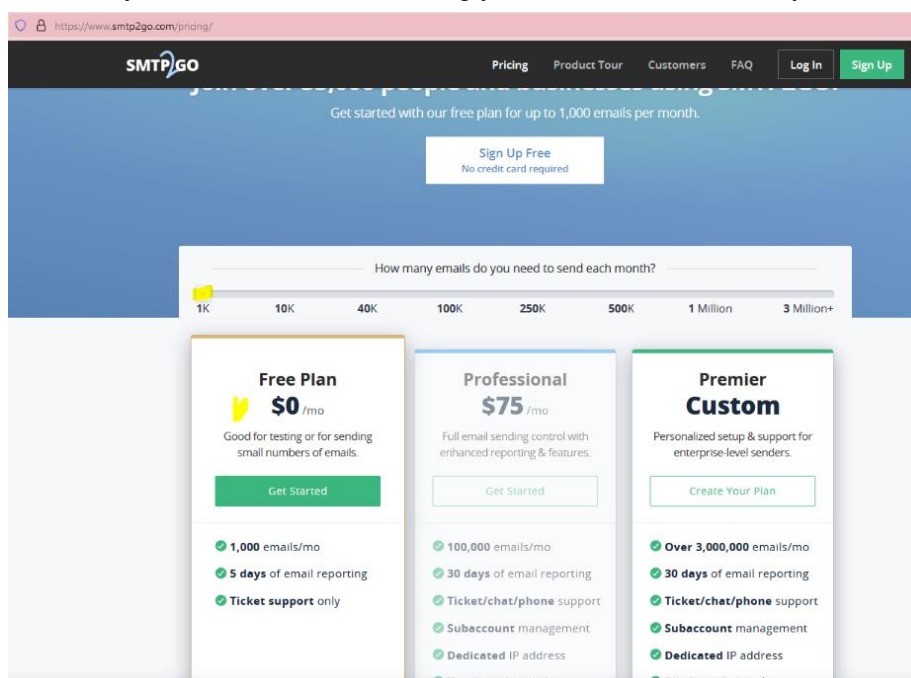 https://www.smtp2go.com/pricing/
SMTP2GO Pricing Product Tour Customers FAQ Log In Sign Up
Get started with our free plan for up to 1,000 emails per month.
Sign Up Free
No credit card required
How many emails do you need to send each month?
1K 10K 40K 100K 250K 500K 1 Million 3 Million+
Free Plan
$0 /mo
Good for testing or for sending
small numbers of emails.
Get Started
1,000 emails/mo
5 days of email reporting
Ticket support only
Professional
$75 /mo
Full email sending control with
enhanced reporting & features.
Get Started
100,000 emails/mo
30 days of email reporting
Ticket/chat/phone support
Subaccount management
Dedicated IP address
Premier
Custom
Personalized setup & support for
enterprise-level senders.
Create Your Plan
Over 3,000,000 emails/mo
30 days of email reporting
Ticket/chat/phone support
Subaccount management
Dedicated IP address